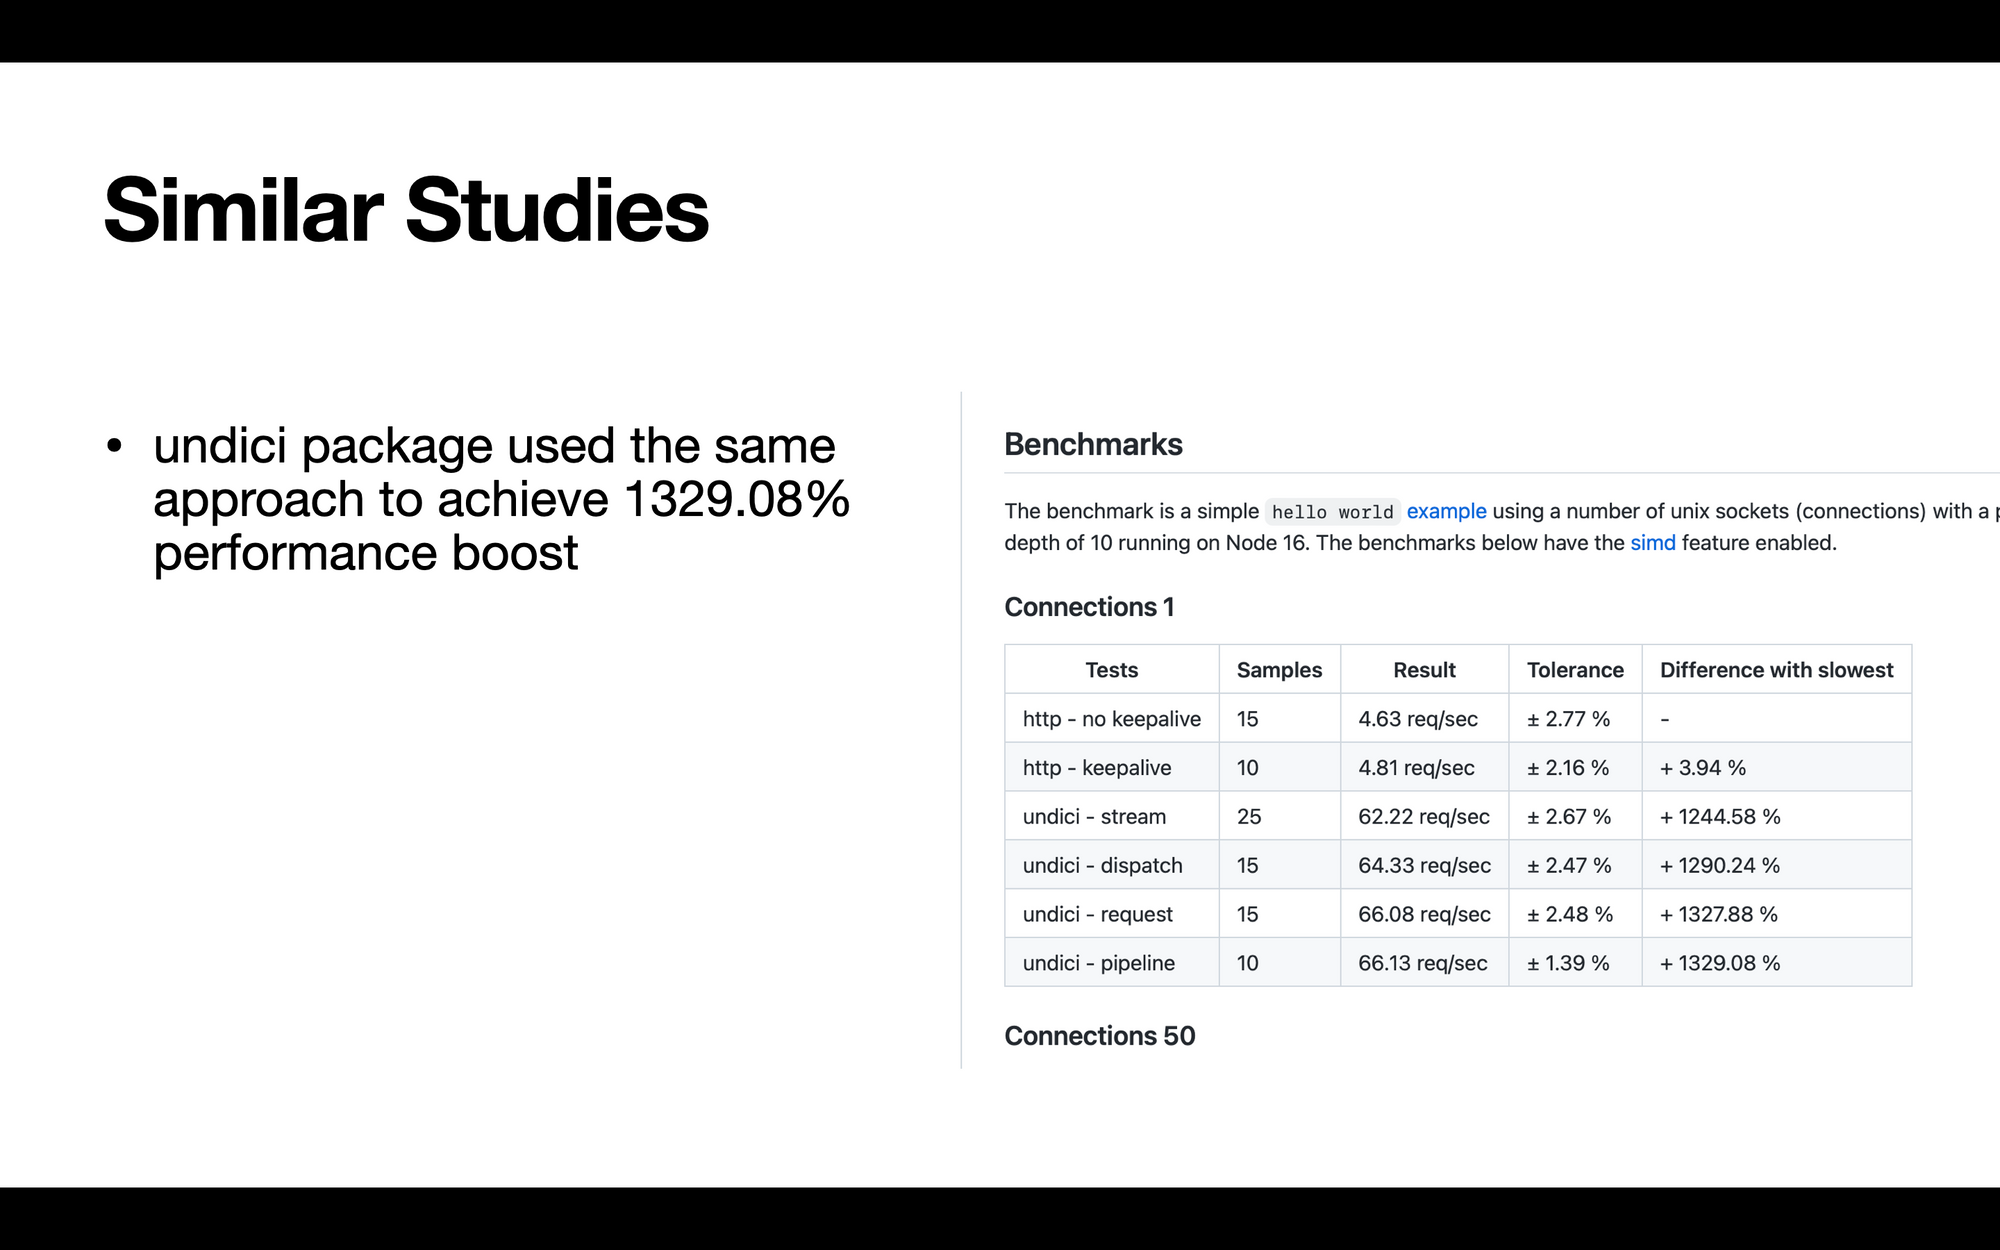 Similar Studies
• undici package used the same
approach to achieve 1329.08%
performance boost
Benchmarks
The benchmark is a simple hello world example using a number of unix sockets (connections) with a
depth of 10 running on Node 16. The benchmarks below have the simd feature enabled.
Connections 1
Tests Samples Result Tolerance Difference with slowest
http - no keepalive 15 4.63 req/sec ± 2.77 % -
http - keepalive 10 4.81 req/sec ± 2.16 % + 3.94 %
undici - stream 25 62.22 req/sec ± 2.67 % + 1244.58 %
undici - dispatch 15 64.33 req/sec ± 2.47 % + 1290.24 %
undici - request 15 66.08 req/sec ± 2.48 % + 1327.88 %
undici - pipeline 10 66.13 req/sec ± 1.39 % + 1329.08 %
Connections 50